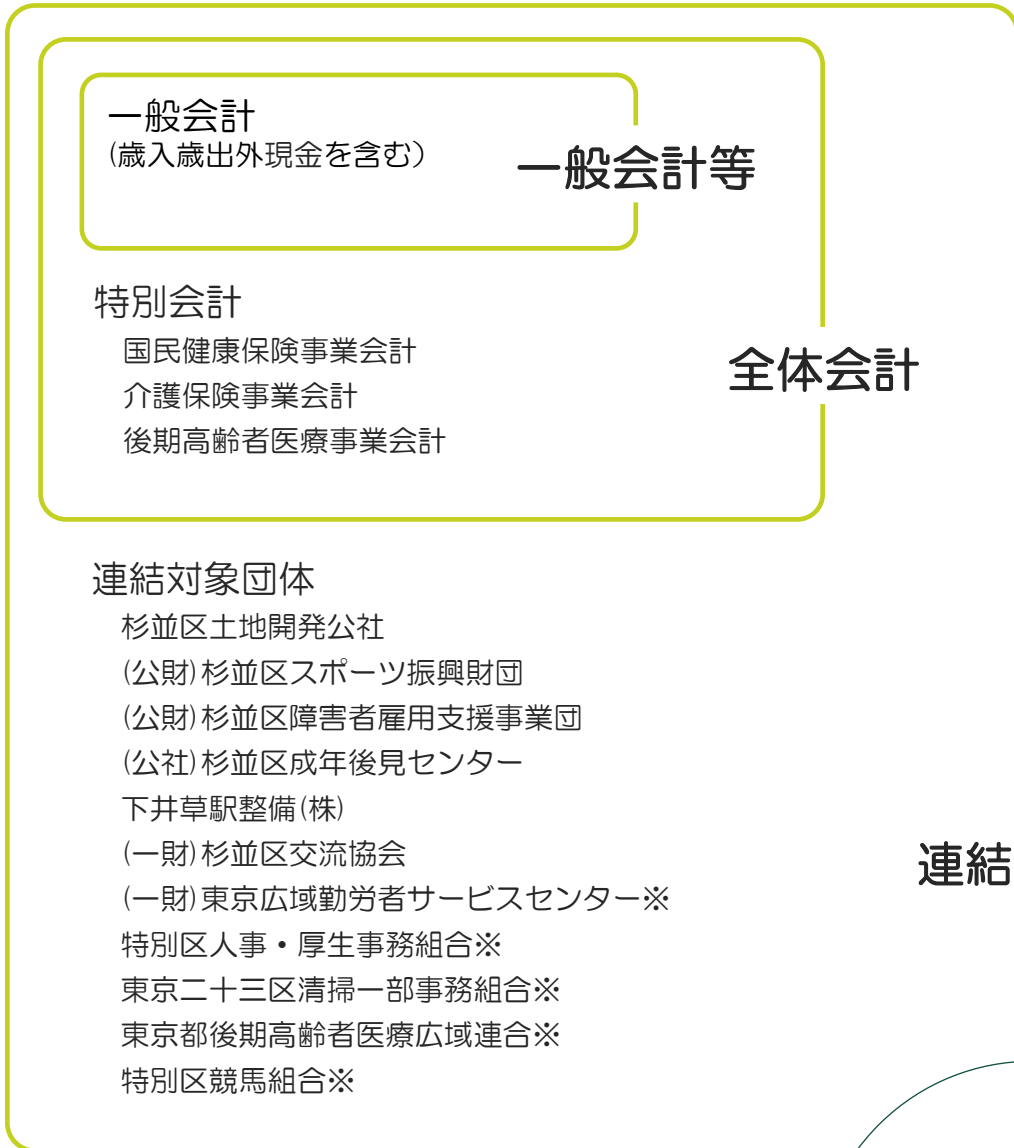 一般会計
(歳入歳出外現金を含む）
一般会計等
特別会計
国民健康保険事業会計
介護保険事業会計
後期高齢者医療事業会計
全体会計
連結対象団体
杉並区土地開発公社
(公財)杉並区スポーツ振興財団
(公財)杉並区障害者雇用支援事業団
(公社)杉並区成年後見センター
下井草駅整備(株)
(一財)杉並区交流協会
(一財)東京広域勤労者サービスセンター※
特別区人事・厚生事務組合※
東京二十三区清掃一部事務組合※
東京都後期高齢者医療広域連合※
特別区競馬組合※
連結